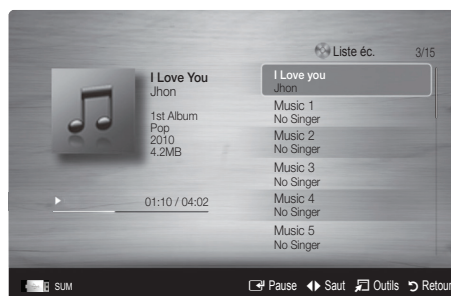 Liste éc. 3/15
I Love You
Jhon
1st Album
Pop
2010
4.2MB
01:10 / 04:02
I Love you
Jhon
Music 1
No Singer
Music 2
No Singer
Music 3
No Singer
Music 4
No Singer
Music 5
No Singer
SUM
Pause Saut Outils Retour